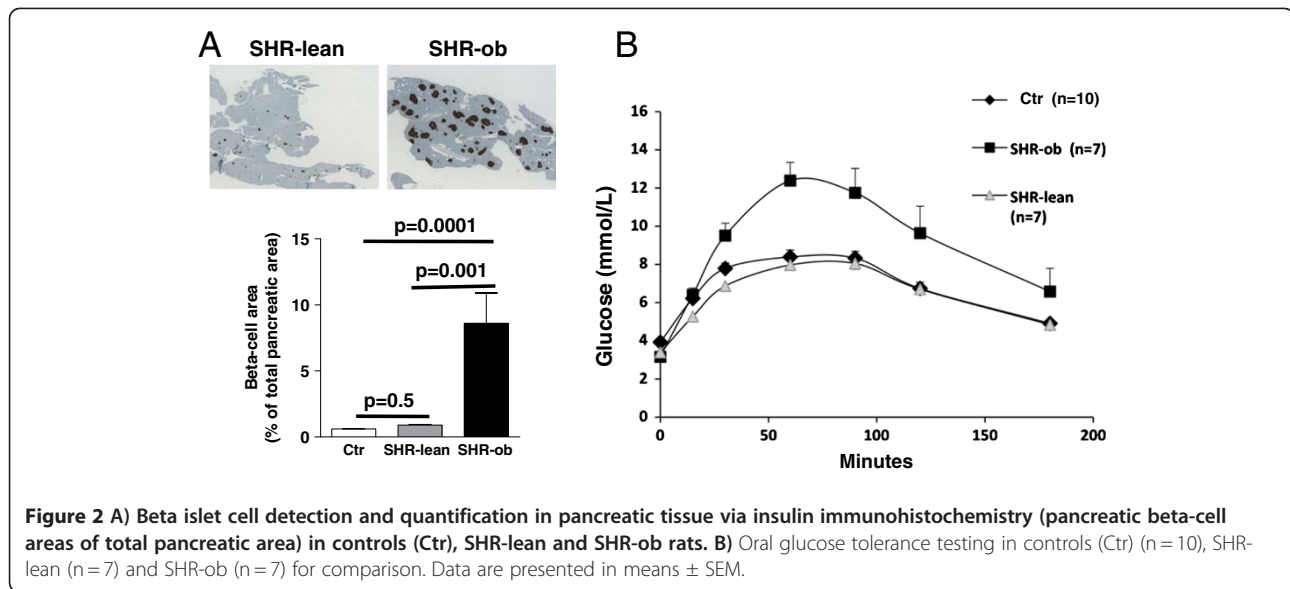 A
SHR-lean SHR-ob
Beta-cell area
(% of total pancreatic area)
15
10
5
0
p=0.0001
p=0.001
p=0.5
Ctr SHR-lean SHR-ob
B
Glucose (mmol/L)
16
14
12
10
8
6
4
2
0
0 50 100 150 200
Minutes
Ctr (n=10)
SHR-ob (n=7)
SHR-lean
(n=7)
Figure 2 A) Beta islet cell detection and quantification in pancreatic tissue via insulin immunohistochemistry (pancreatic beta-cell
areas of total pancreatic area) in controls (Ctr), SHR-lean and SHR-ob rats. B) Oral glucose tolerance testing in controls (Ctr) (n = 10), SHR-
lean (n = 7) and SHR-ob (n = 7) for comparison. Data are presented in means ± SEM.